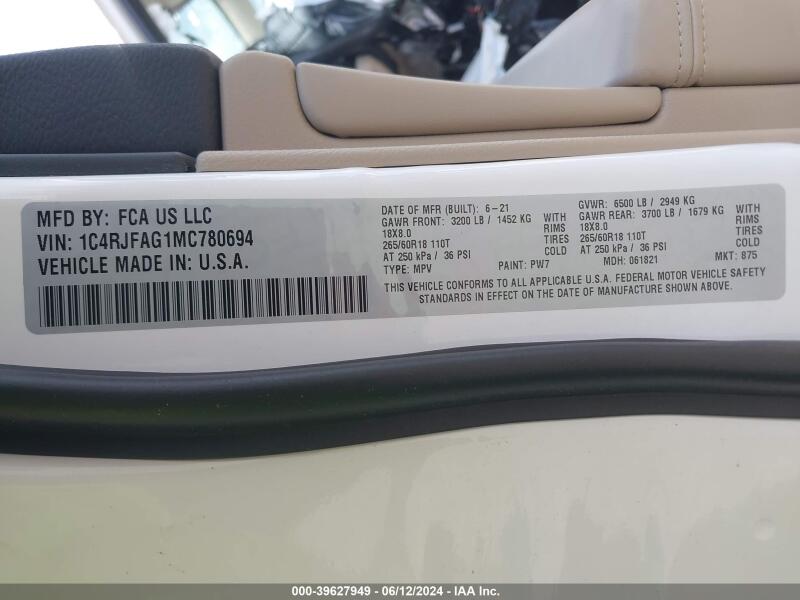 MFD BY: FCA US LLC
VIN: 1C4RJFAG1MC780694
VEHICLE MADE IN: U.S.A.
DATE OF MFR (BUILT): 6-21
GAWR FRONT: 3200 LB / 1452 KG WITH
18X8.0 RIMS
265/60R18 110T TIRES
AT 250 kPa / 36 PSI COLD
TYPE: MPV PAINT: PW7
GVWR: 6500 LB / 2949 KG
GAWR REAR: 3700 LB / 1679 KG WITH
18X8.0 RIMS
265/60R18 110T TIRES
AT 250 kPa / 36 PSI COLD
MDH: 061821 MKT: 875
THIS VEHICLE CONFORMS TO ALL APPLICABLE U.S.A. FEDERAL MOTOR VEHICLE SAFETY
STANDARDS IN EFFECT ON THE DATE OF MANUFACTURE SHOWN ABOVE.
000-39627949 - 06/12/2024 - IAA Inc.